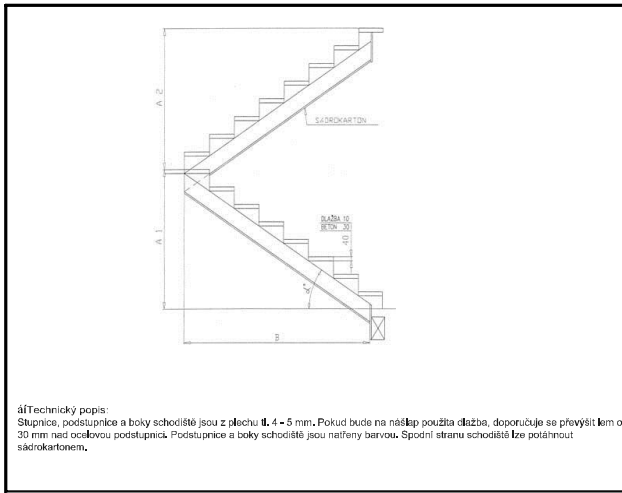 A 2
SÁDROKARTON
DLAŽBA 10
BETON 30
40
A 1
α°
B
áíTechnický popis:
Stupnice, podstupnice a boky schodiště jsou z plechu tl. 4 - 5 mm. Pokud bude na nášlap použita dlažba, doporučuje se převýšit lem o
30 mm nad ocelovou podstupnici. Podstupnice a boky schodiště jsou natřeny barvou. Spodní stranu schodiště lze potáhnout
sádrokartonem.